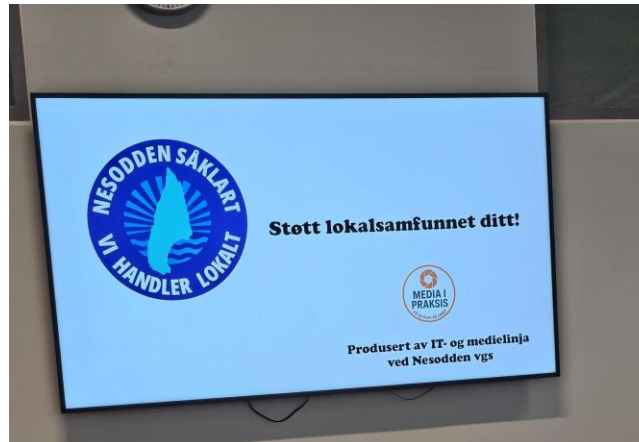 NESODDEN SÅKLART
VI HANDLER LOKALT
Støtt lokalsamfunnet ditt!
MEDIA I
PRAKSIS
Produsert av IT- og medielinja
ved Nesodden vgs